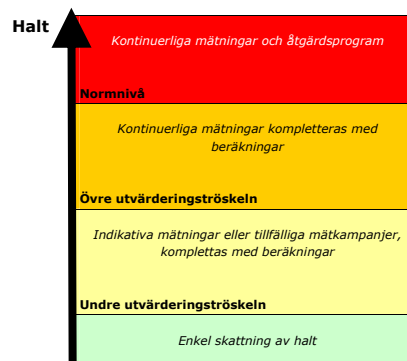 Halt
Kontinuerliga mätningar och åtgärdsprogram
Normnivå
Kontinuerliga mätningar kompletteras med
beräkningar
Övre utvärderingströskeln
Indikativa mätningar eller tillfälliga mätkampanjer,
komplettas med beräkningar
Undre utvärderingströskeln
Enkel skattning av halt